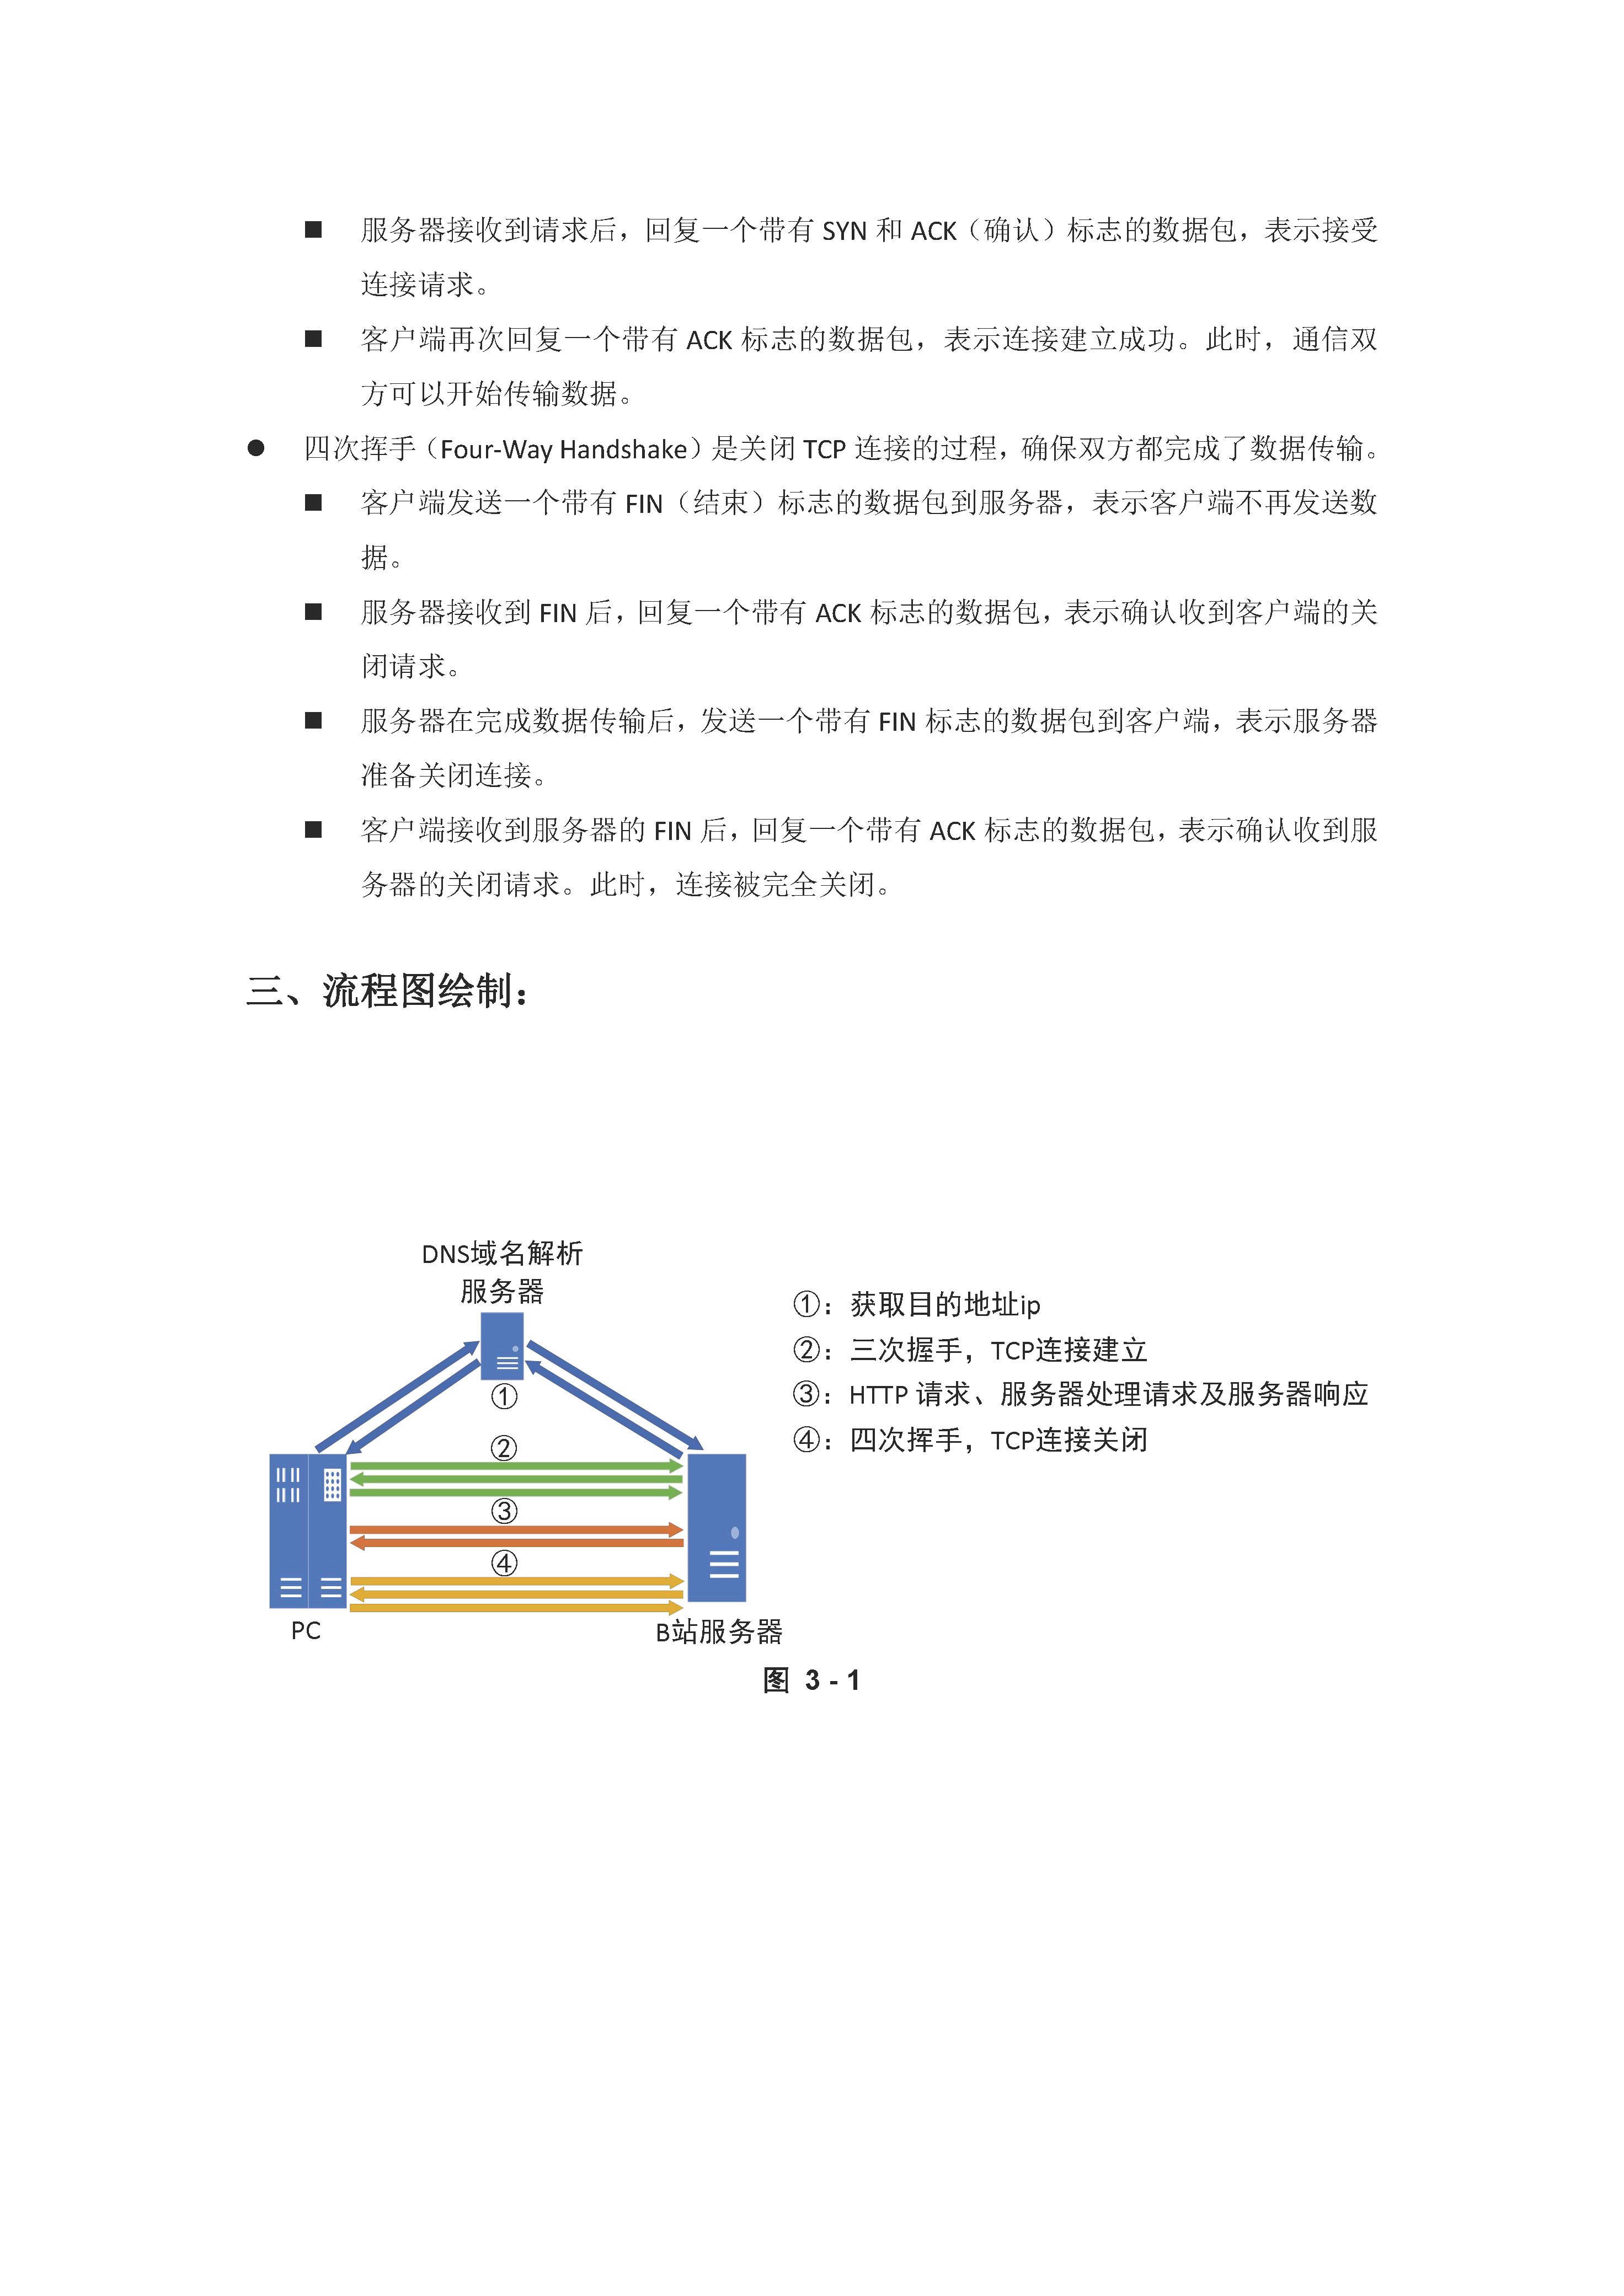 ■ 服务器接收到请求后，回复一个带有 SYN 和 ACK（确认）标志的数据包，表示接受
连接请求。
■ 客户端再次回复一个带有 ACK 标志的数据包，表示连接建立成功。此时，通信双
方可以开始传输数据。
● 四次挥手（Four-Way Handshake）是关闭 TCP 连接的过程，确保双方都完成了数据传输。
■ 客户端发送一个带有 FIN（结束）标志的数据包到服务器，表示客户端不再发送数
据。
■ 服务器接收到 FIN 后，回复一个带有 ACK 标志的数据包，表示确认收到客户端的关
闭请求。
■ 服务器在完成数据传输后，发送一个带有 FIN 标志的数据包到客户端，表示服务器
准备关闭连接。
■ 客户端接收到服务器的 FIN 后，回复一个带有 ACK 标志的数据包，表示确认收到服
务器的关闭请求。此时，连接被完全关闭。
三、流程图绘制：
DNS域名解析
服务器
①
②
③
④
PC
B站服务器
①：获取目的地址ip
②：三次握手，TCP连接建立
③：HTTP 请求、服务器处理请求及服务器响应
④：四次挥手，TCP连接关闭
图 3 - 1